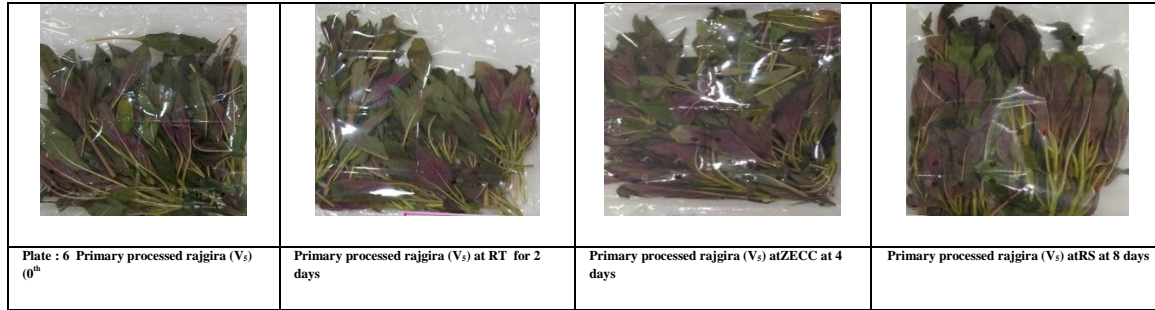 Plate : 6 Primary processed rajgira (V₅)
(0ᵗʰ
Primary processed rajgira (V₅) at RT for 2
days
Primary processed rajgira (V₅) atZECC at 4
days
Primary processed rajgira (V₅) atRS at 8 days